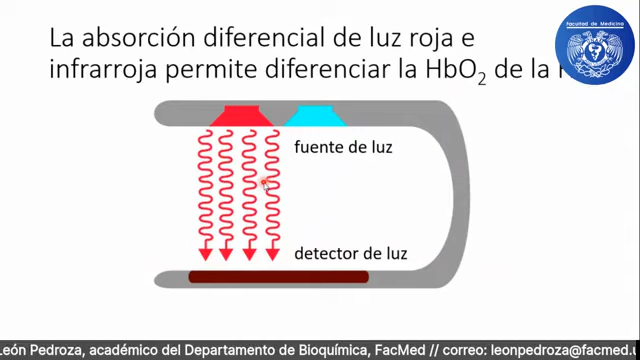 La absorción diferencial de luz roja e
infrarroja permite diferenciar la HbO₂ de la
Facultad de Medicina
fuente de luz
detector de luz
León Pedroza, académico del Departamento de Bioquímica, FacMed // correo: leonpedroza@facmed.